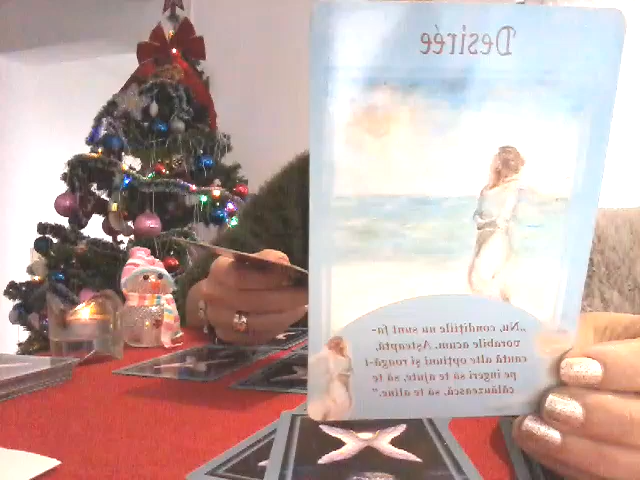 Desirée
„Nu, condițiile nu sunt fa-
vorabile acum. Așteaptă,
caută alte opțiuni și roagă-i
pe îngeri să te ajute, să te
călăuzească, să te aline."